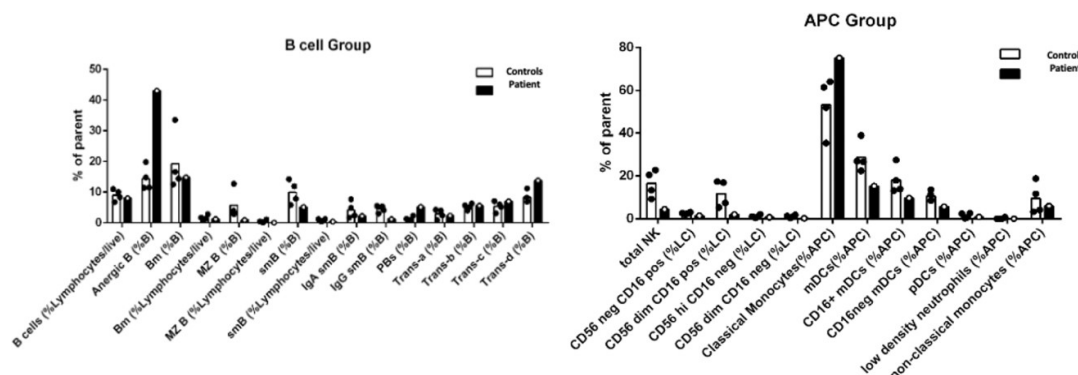 B cell Group
% of parent
50
40
30
20
10
0
Controls
Patient
B cells (%Lymphocytes/live)
Anergic B (%B)
Bm (%B)
Bm (%Lymphocytes/live)
MZ B (%B)
MZ B (%Lymphocytes/live)
smB (%B)
smB (%Lymphocytes/live)
IgA smB (%B)
IgG smB (%B)
PBs (%B)
Trans-a (%B)
Trans-b (%B)
Trans-c (%B)
Trans-d (%B)
APC Group
% of parent
80
60
40
20
0
Control
Patient
total NK
CD56 neg CD16 pos (%LC)
CD56 dim CD16 pos (%LC)
CD56 hi CD16 neg (%LC)
CD56 dim CD16 neg (%LC)
Classical Monocytes(%APC)
mDCs(%APC)
CD16+ mDCs (%APC)
CD16neg mDCs (%APC)
pDCs (%APC)
low density neutrophils (%APC)
non-classical monocytes (%APC)